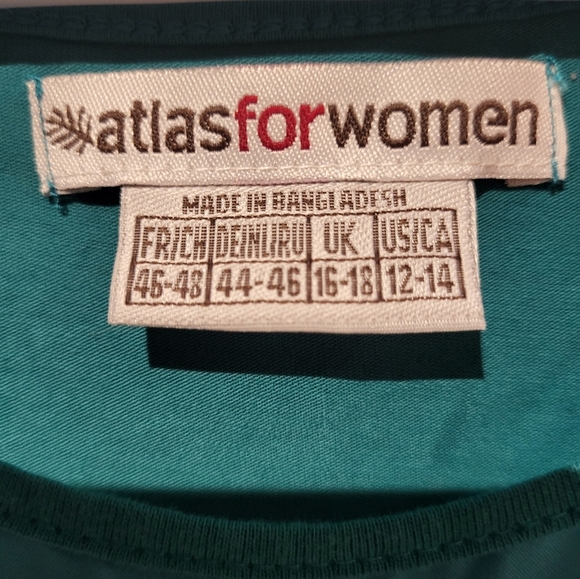 atlasforwomen
MADE IN BANGLADESH
FR/CH DE/NL/RU UK US/CA
46-48 44-46 16-18 12-14